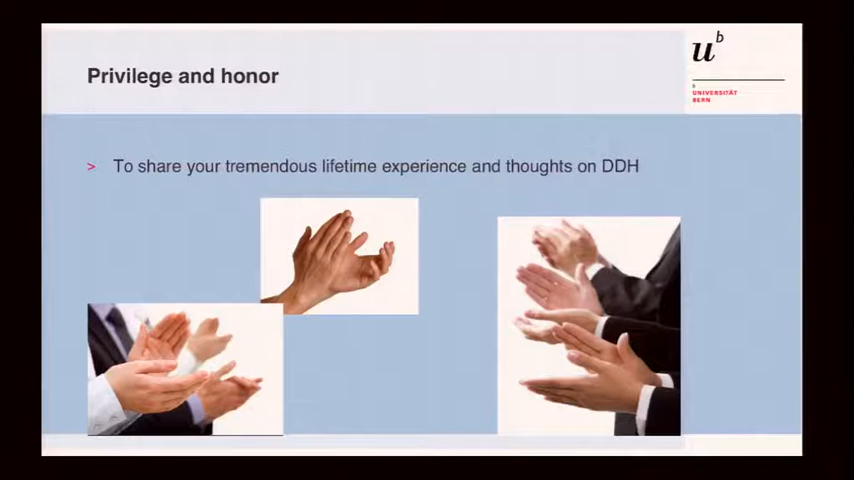 Privilege and honor
u b
b
UNIVERSITÄT
BERN
> To share your tremendous lifetime experience and thoughts on DDH